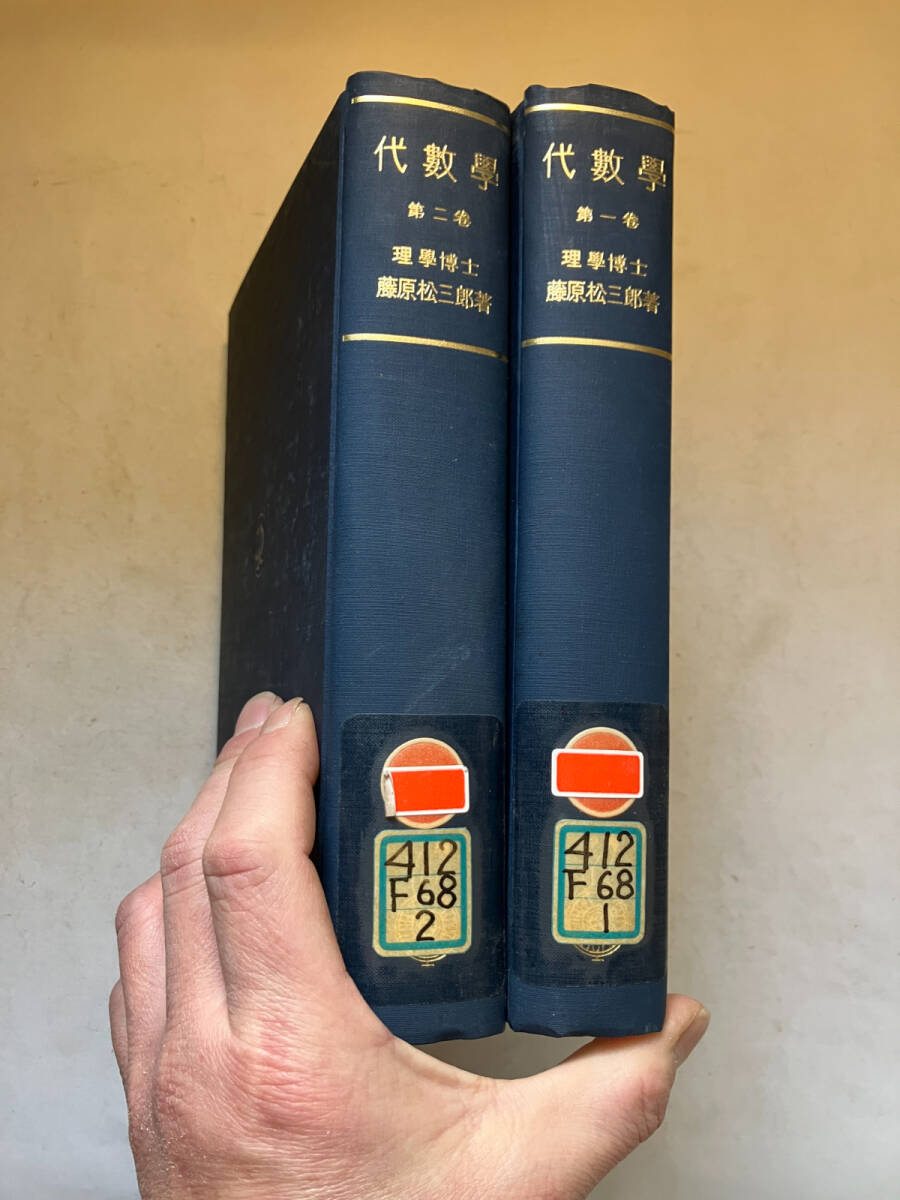 代數學
第二卷
理學博士
藤原松三郎著
412
F68
2
代數學
第一卷
理學博士
藤原松三郎著
412
F68
1